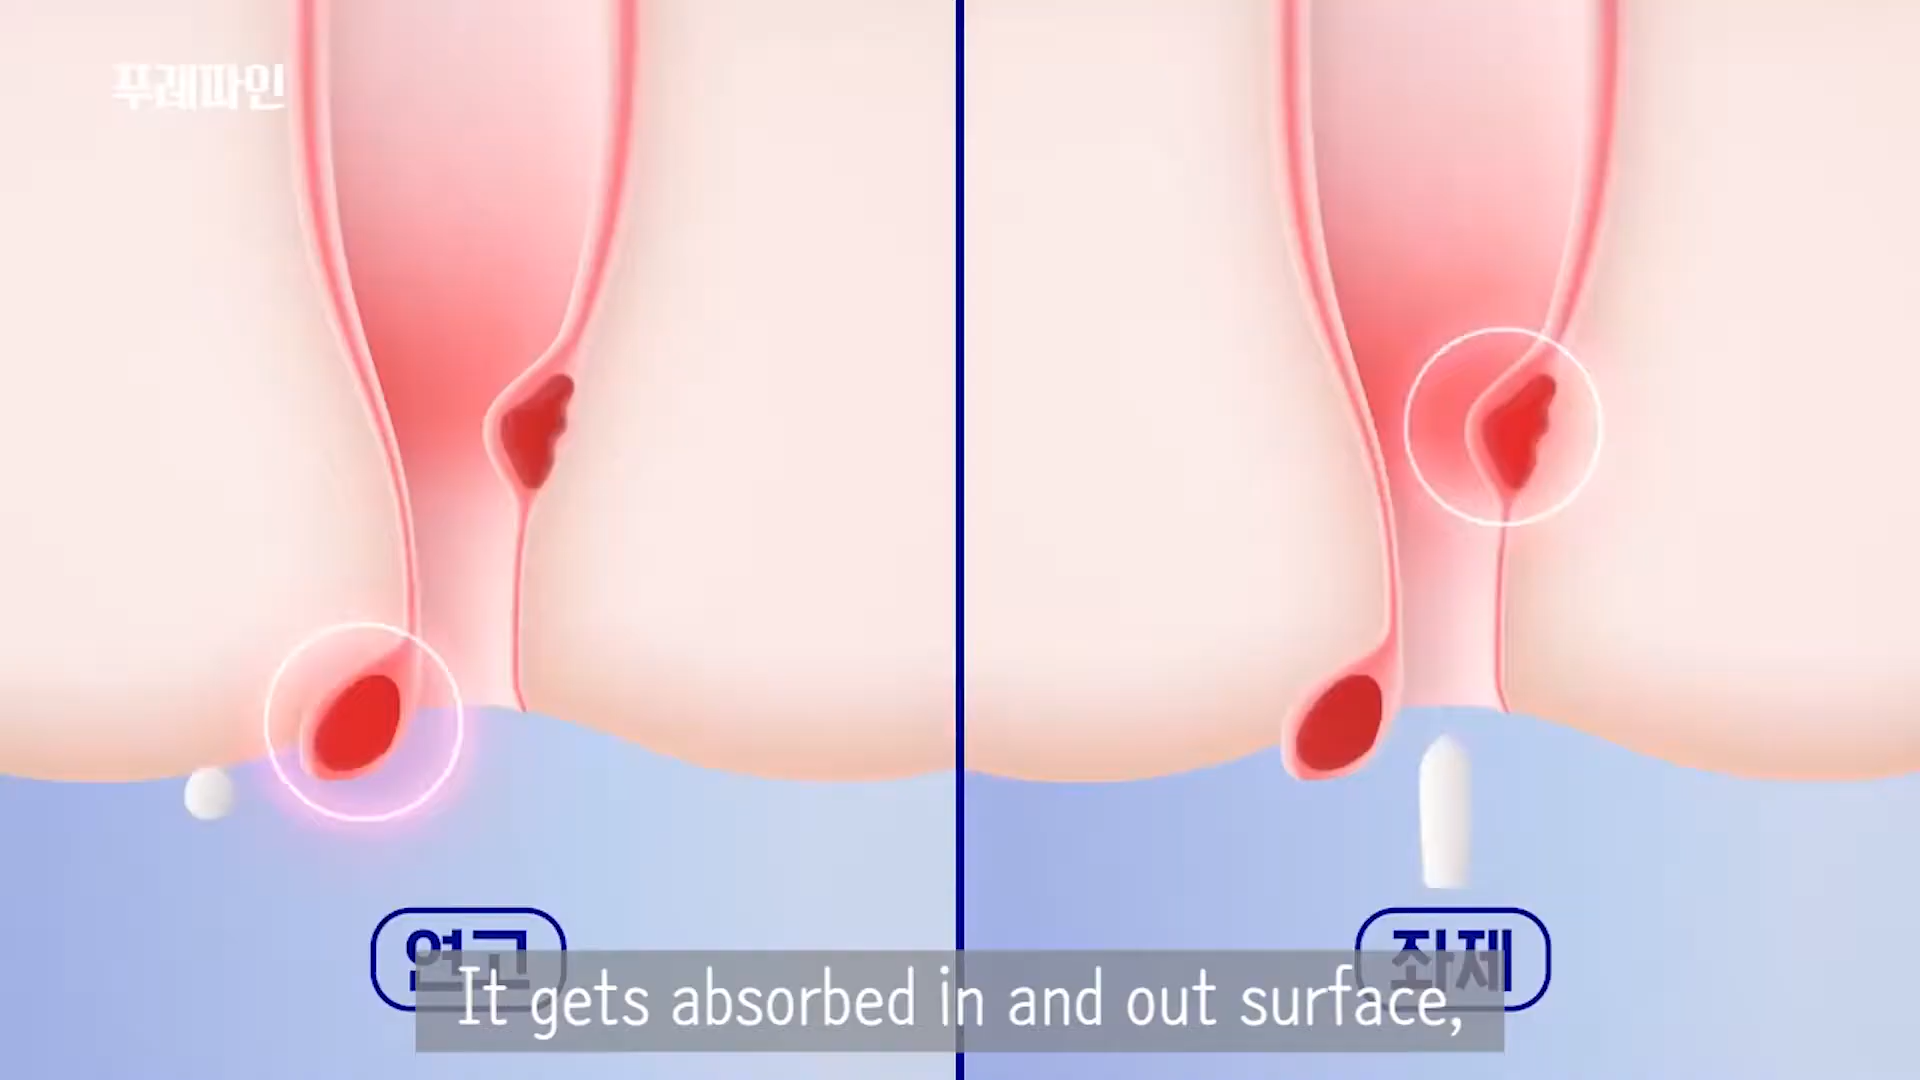 푸레파인
연고
좌제
It gets absorbed in and out surface,